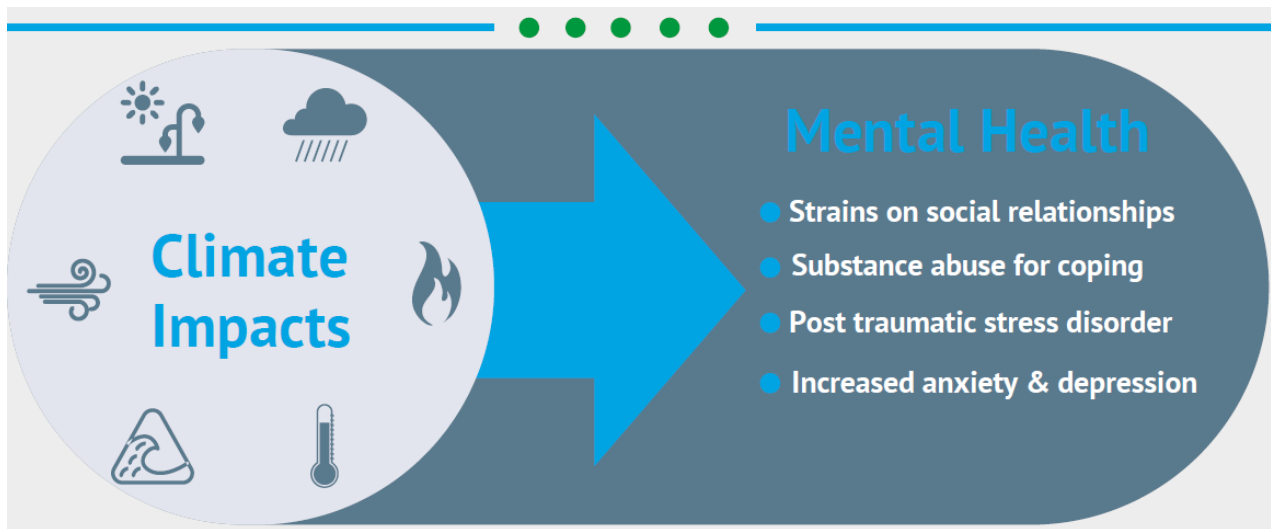 Climate
Impacts
Mental Health
Strains on social relationships
Substance abuse for coping
Post traumatic stress disorder
Increased anxiety & depression